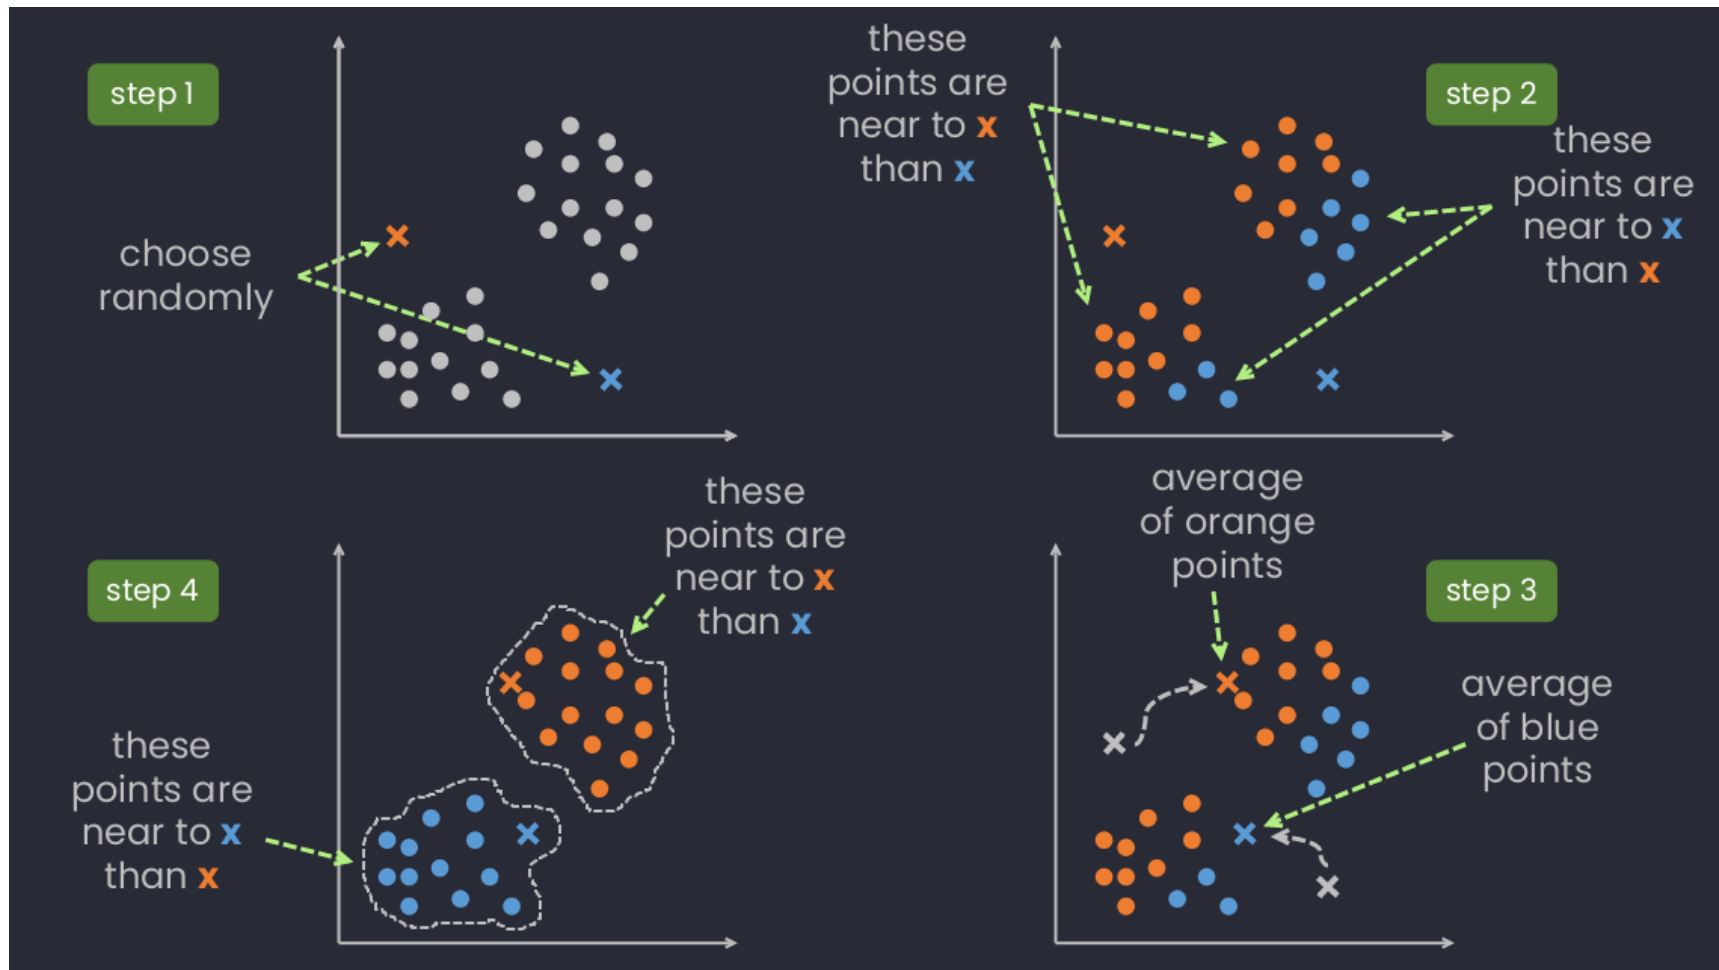 step 1
choose
randomly
these
points are
near to x
than x
step 2
these
points are
near to x
than x
step 4
these
points are
near to x
than x
these
points are
near to x
than x
average
of orange
points
step 3
average
of blue
points